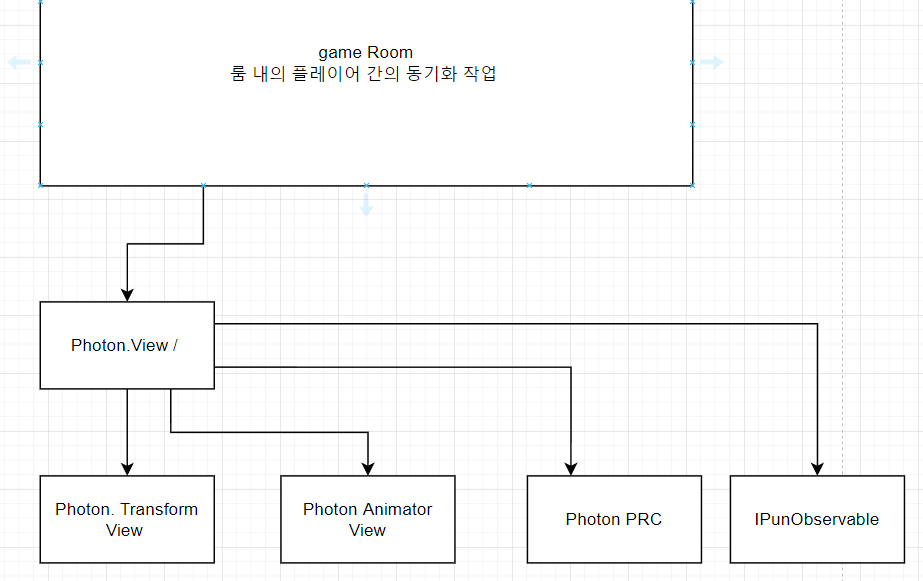 game Room
룸 내의 플레이어 간의 동기화 작업
Photon.View /
Photon. Transform
View
Photon Animator
View
Photon PRC
IPunObservable